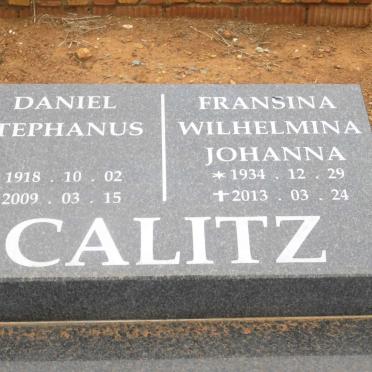 DANIEL
TEPHANUS
1918 . 10 . 02
2009 . 03 . 15
FRANSINA
WILHELMINA
JOHANNA
* 1934 . 12 . 29
✝ 2013 . 03 . 24
CALITZ